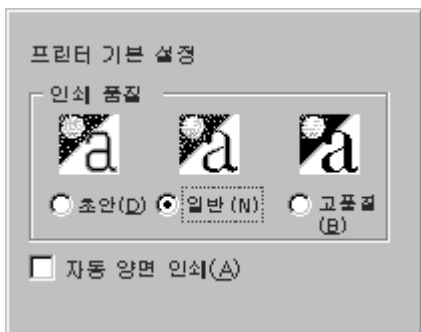 프린터 기본 설정
인쇄 품질
초안(D) 일반(N) 고품질
(B)
자동 양면 인쇄(A)